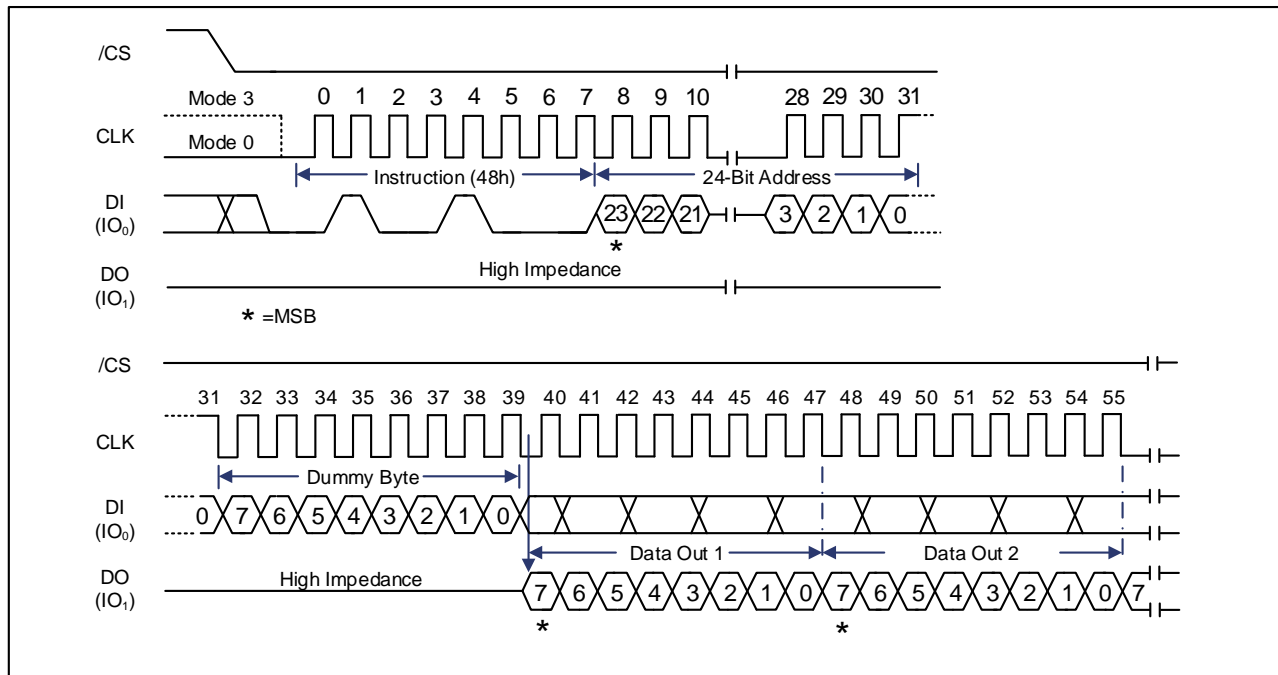 /CS
Mode 3 0 1 2 3 4 5 6 7 8 9 10 28 29 30 31
CLK Mode 0
Instruction (48h) 24-Bit Address
DI (IO₀) 23 22 21 3 2 1 0
*
High Impedance
DO (IO₁)
* =MSB
/CS
31 32 33 34 35 36 37 38 39 40 41 42 43 44 45 46 47 48 49 50 51 52 53 54 55
CLK
Dummy Byte
DI (IO₀) 0 7 6 5 4 3 2 1 0
Data Out 1 Data Out 2
DO (IO₁) High Impedance 7 6 5 4 3 2 1 0 7 6 5 4 3 2 1 0 7
* *